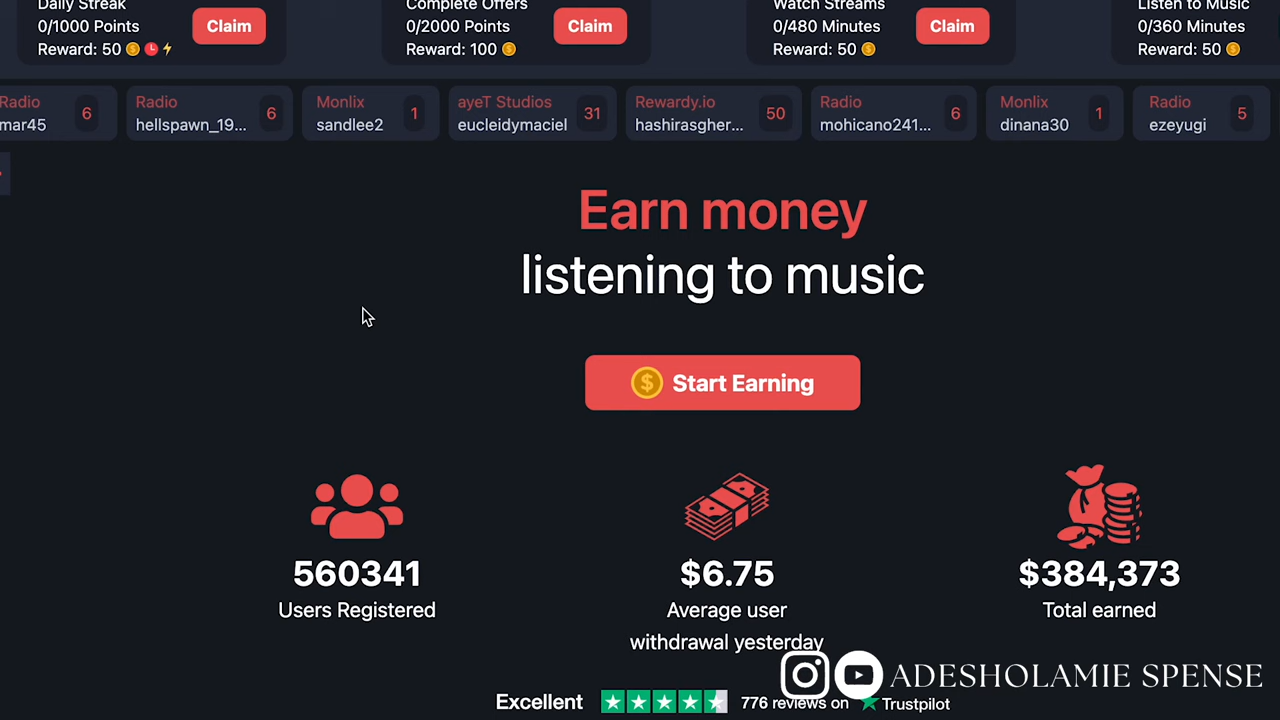 Daily Streak
0/1000 Points
Reward: 50
Claim
Complete Offers
0/2000 Points
Reward: 100
Claim
Watch Streams
0/480 Minutes
Reward: 50
Claim
Listen to Music
0/360 Minutes
Reward: 50
Radio
mar45
6
Radio
hellspawn_19...
6
Monlix
sandlee2
1
ayeT Studios
eucleidymaciel
31
Rewardy.io
hashirasgher...
50
Radio
mohicano241...
6
Monlix
dinana30
1
Radio
ezeyugi
5
Earn money
listening to music
$ Start Earning
560341
Users Registered
$6.75
Average user
withdrawal yesterday
$384,373
Total earned
ADESHOLAMIE SPENSE
Excellent
776 reviews on
Trustpilot